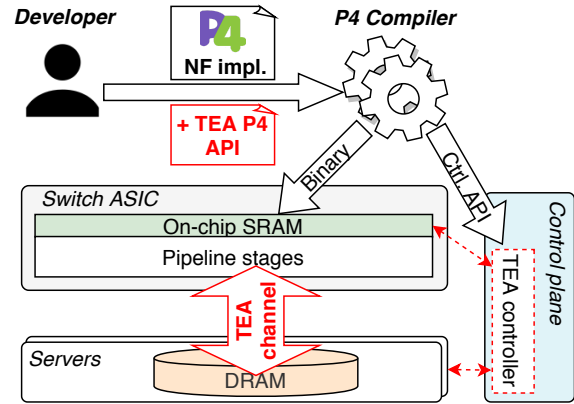 Developer
P4 Compiler
P4
NF impl.
+ TEA P4
API
Binary
Ctrl. API
Switch ASIC
On-chip SRAM
Pipeline stages
TEA
channel
Control plane
TEA controller
Servers
DRAM